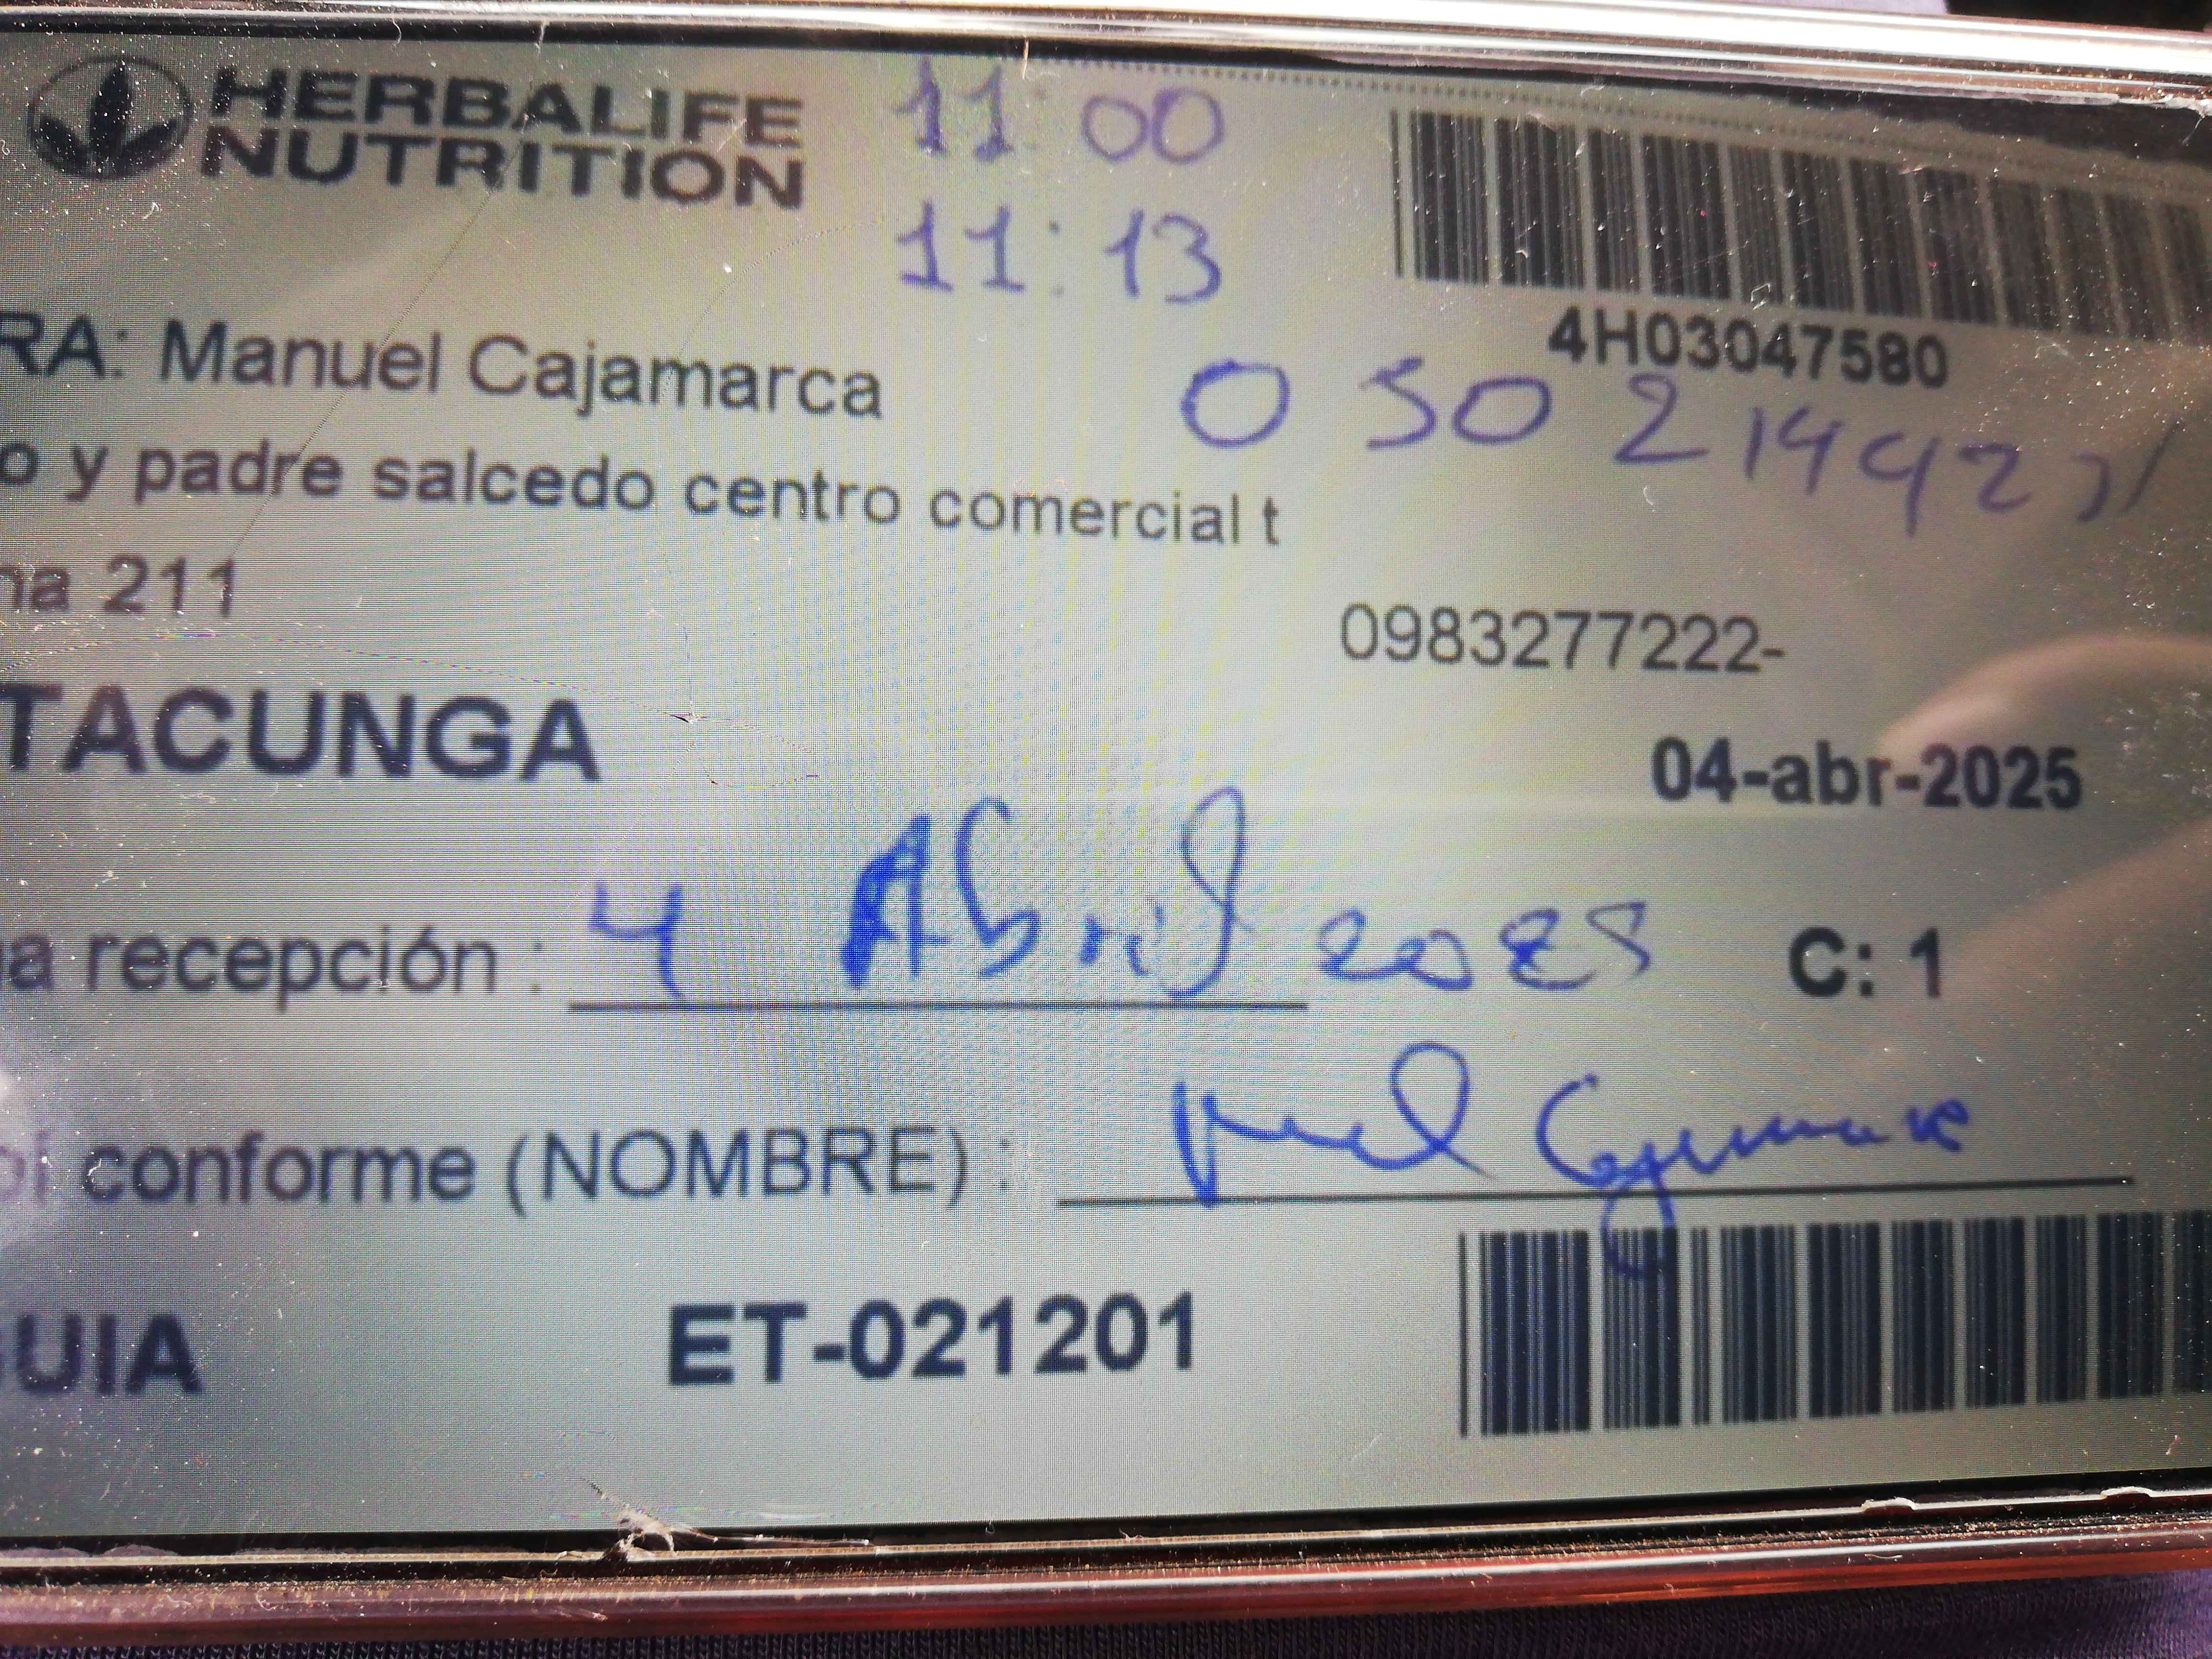 HERBALIFE
NUTRITION
11:00
11:13
4H03047580
RA: Manuel Cajamarca
o y padre salcedo centro comercial t
na 211
0983277222-
TACUNGA
04-abr-2025
a recepción : 4 Abril 2025 C: 1
conforme (NOMBRE) :
UIA ET-021201